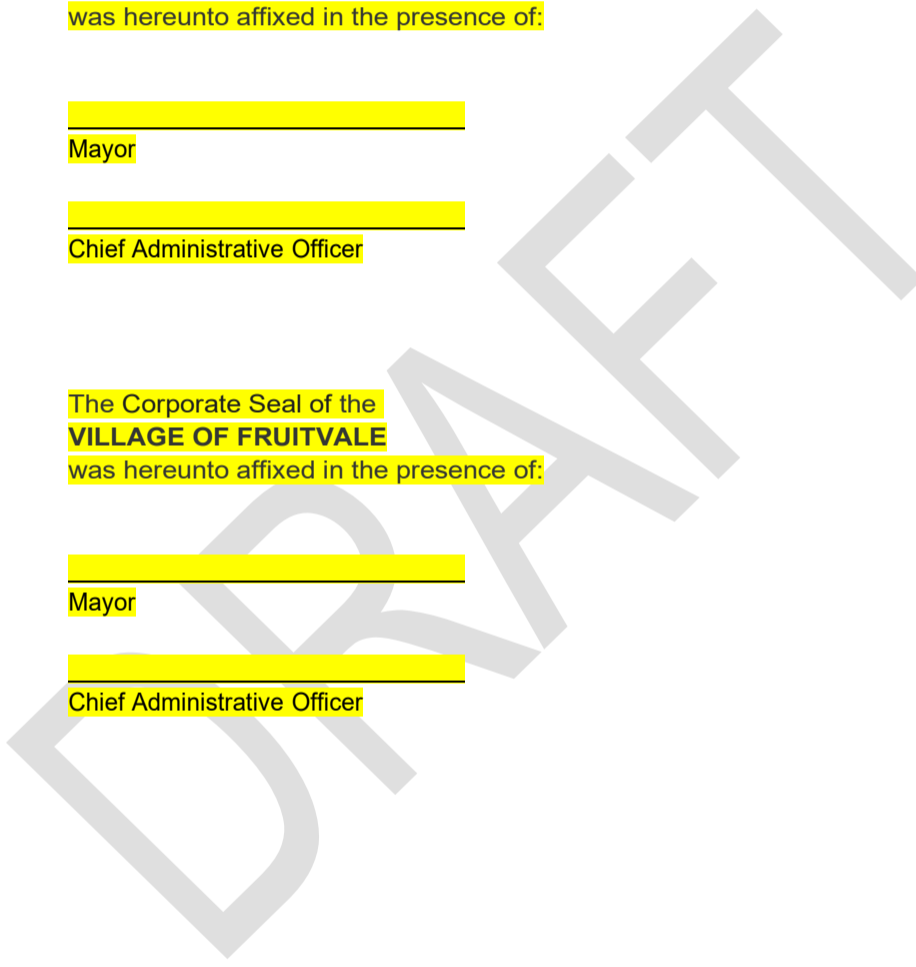 was hereunto affixed in the presence of:
Mayor
Chief Administrative Officer
The Corporate Seal of the
VILLAGE OF FRUITVALE
was hereunto affixed in the presence of:
Mayor
Chief Administrative Officer
DRAFT